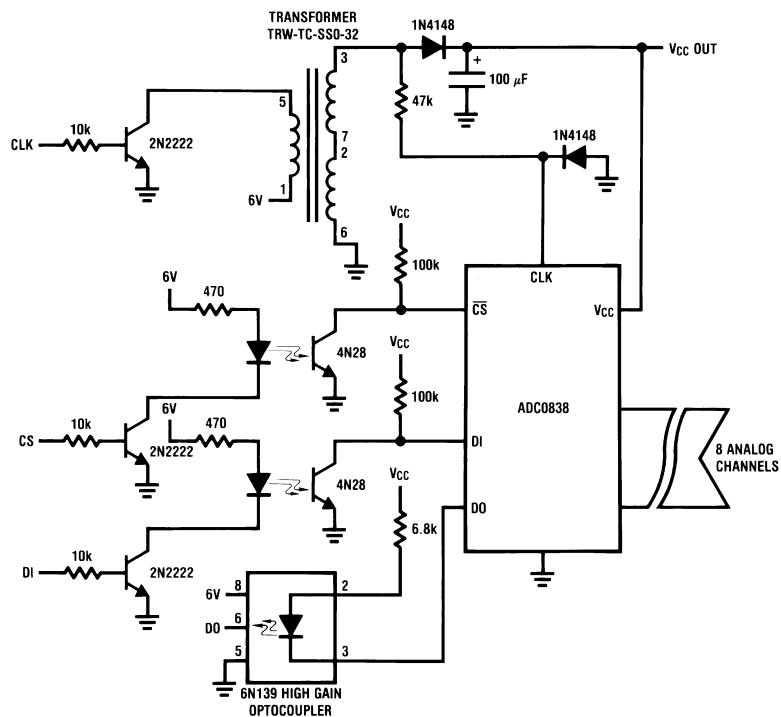 TRANSFORMER
TRW-TC-SSO-32
1N4148
3
VCC OUT
+
100 μF
5
47k
10k
CLK
2N2222
7
2
1N4148
1
6V
6
VCC
100k
CLK
6V
470
CS
VCC
4N28
VCC
100k
ADC0838
6V
10k
470
CS
2N2222
DI
8 ANALOG
CHANNELS
4N28
VCC
DO
6.8k
10k
DI
2N2222
8
2
6V
6
DO
5
3
6N139 HIGH GAIN
OPTOCOUPLER